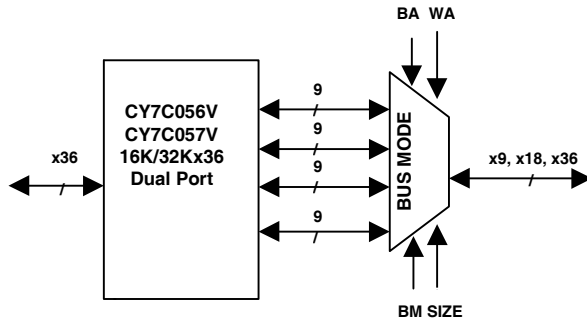 BA WA
9
CY7C056V
CY7C057V
16K/32Kx36
Dual Port
9
9
9
x36
BUS MODE
x9, x18, x36
BM SIZE